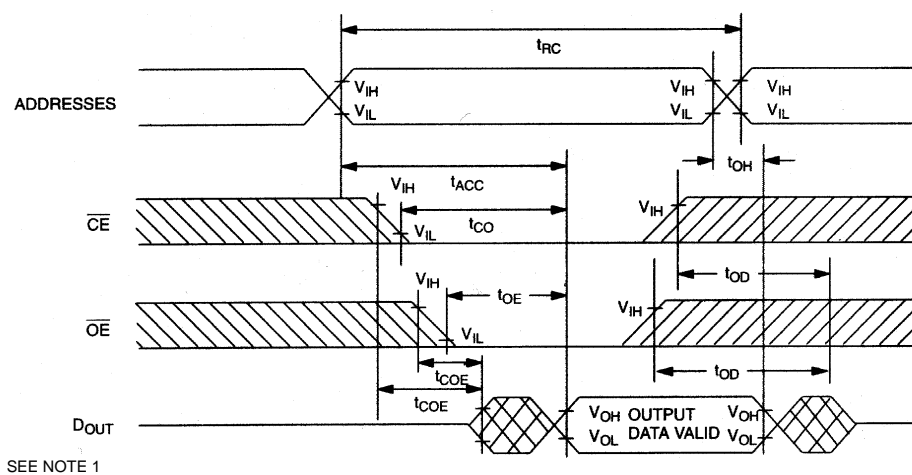 tRC
ADDRESSES
VIH
VIL
VIH
VIL
VIH
VIL
tACC
tOH
CE
VIH
VIL
tCO
VIH
OE
VIH
VIL
tOE
tOD
VIH
tCOE
tCOE
tOD
DOUT
VOH
VOL
OUTPUT
DATA VALID
VOH
VOL
SEE NOTE 1